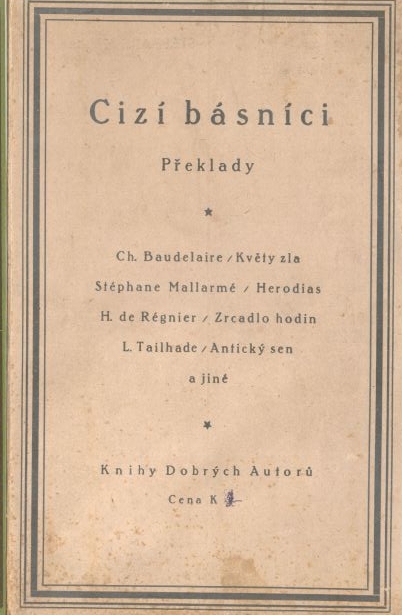 Cizí básníci
Překlady
Ch. Baudelaire / Květy zla
Stéphane Mallarmé / Herodias
H. de Régnier / Zrcadlo hodin
L. Tailhade / Antický sen
a jiné
Knihy Dobrých Autorů
Cena K